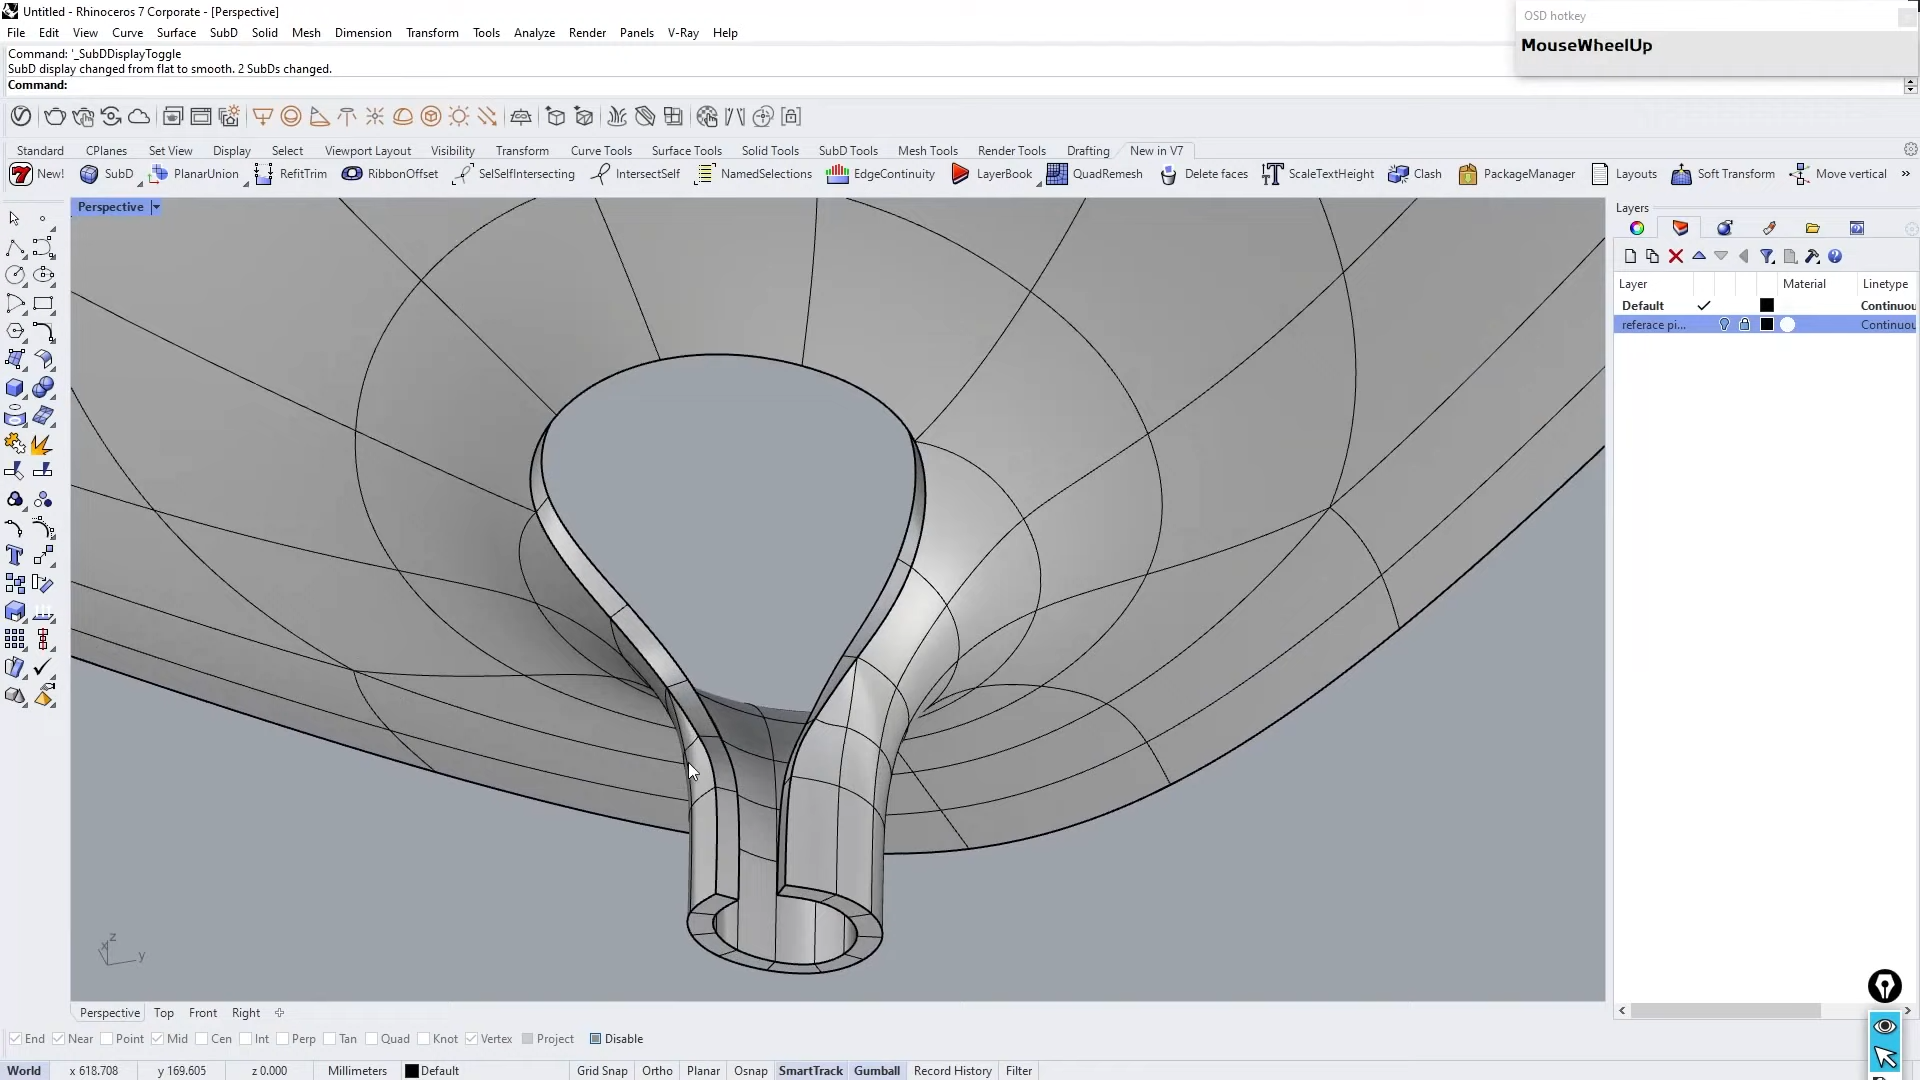 Untitled - Rhinoceros 7 Corporate - [Perspective]
OSD hotkey
File Edit View Curve Surface SubD Solid Mesh Dimension Transform Tools Analyze Render Panels V-Ray Help
MouseWheelUp
Command: '_SubDDisplayToggle
SubD display changed from flat to smooth. 2 SubDs changed.
Command:
Standard CPlanes Set View Display Select Viewport Layout Visibility Transform Curve Tools Surface Tools Solid Tools SubD Tools Mesh Tools Render Tools Drafting New in V7
New! SubD PlanarUnion RefitTrim RibbonOffset SelSelfIntersecting IntersectSelf NamedSelections EdgeContinuity LayerBook QuadRemesh Delete faces ScaleTextHeight Clash PackageManager Layouts Soft Transform Move vertical »
Perspective
Layers
Layer Material Linetype
Default Continuou
referace pi... Continuou
z
x
y
Perspective Top Front Right
End Near Point Mid Cen Int Perp Tan Quad Knot Vertex Project Disable
World x 618.708 y 169.605 z 0.000 Millimeters Default Grid Snap Ortho Planar Osnap SmartTrack Gumball Record History Filter